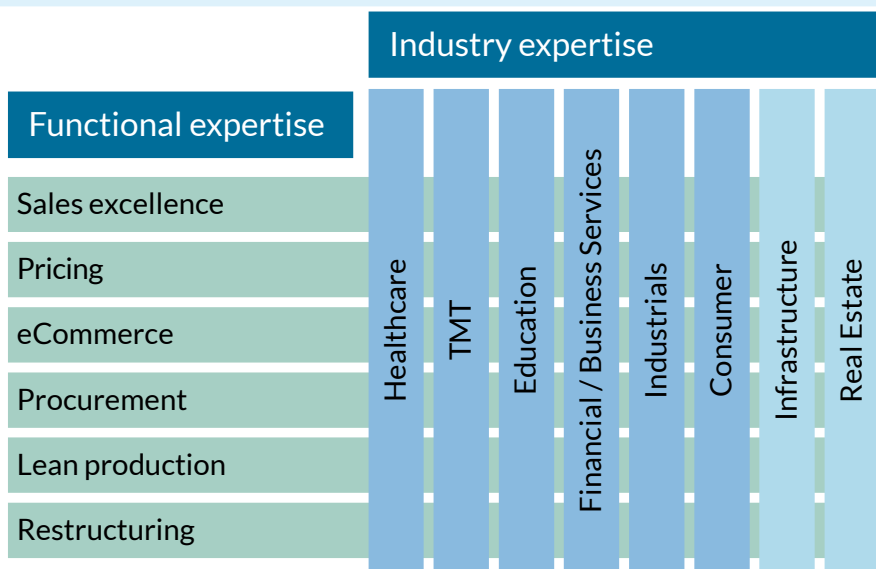 Industry expertise
Functional expertise
Sales excellence
Pricing
eCommerce
Procurement
Lean production
Restructuring
Healthcare
TMT
Education
Financial / Business Services
Industrials
Consumer
Infrastructure
Real Estate